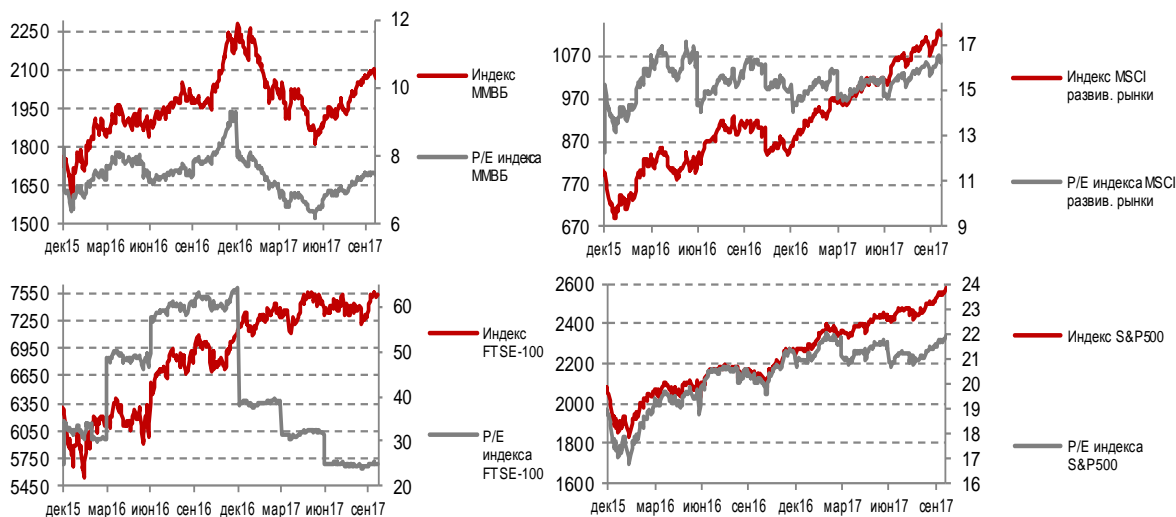 2250
2100
1950
1800
1650
1500
12
10
8
6
дек15 мар16 июн16 сен16 дек16 мар17 июн17 сен17
Индекс
ММВБ
P/E индекса
ММВБ
1070
970
870
770
670
17
15
13
11
9
дек15 мар16 июн16 сен16 дек16 мар17 июн17 сен17
Индекс MSCI
развив. рынки
P/E индекса MSCI
развив. рынки
7550
7250
6950
6650
6350
6050
5750
5450
60
50
40
30
20
дек15 мар16 июн16 сен16 дек16 мар17 июн17 сен17
Индекс
FTSE-100
P/E
индекса
FTSE-100
2600
2400
2200
2000
1800
1600
24
23
22
21
20
19
18
17
16
дек15 мар16 июн16 сен16 дек16 мар17 июн17 сен17
Индекс S&P500
P/E индекса
S&P500